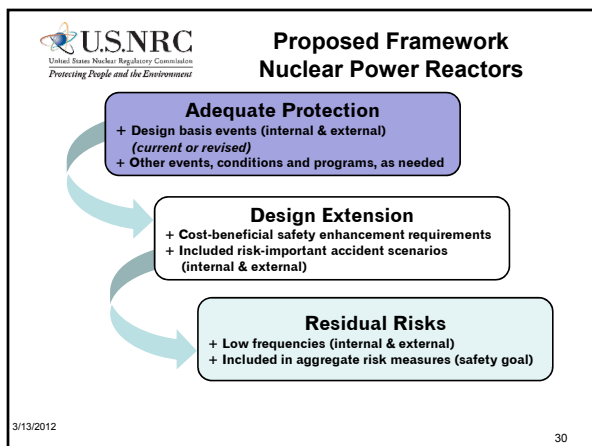 U.S.NRC
United States Nuclear Regulatory Commission
Protecting People and the Environment
Proposed Framework
Nuclear Power Reactors
Adequate Protection
+ Design basis events (internal & external)
(current or revised)
+ Other events, conditions and programs, as needed
Design Extension
+ Cost-beneficial safety enhancement requirements
+ Included risk-important accident scenarios
(internal & external)
Residual Risks
+ Low frequencies (internal & external)
+ Included in aggregate risk measures (safety goal)
3/13/2012
30